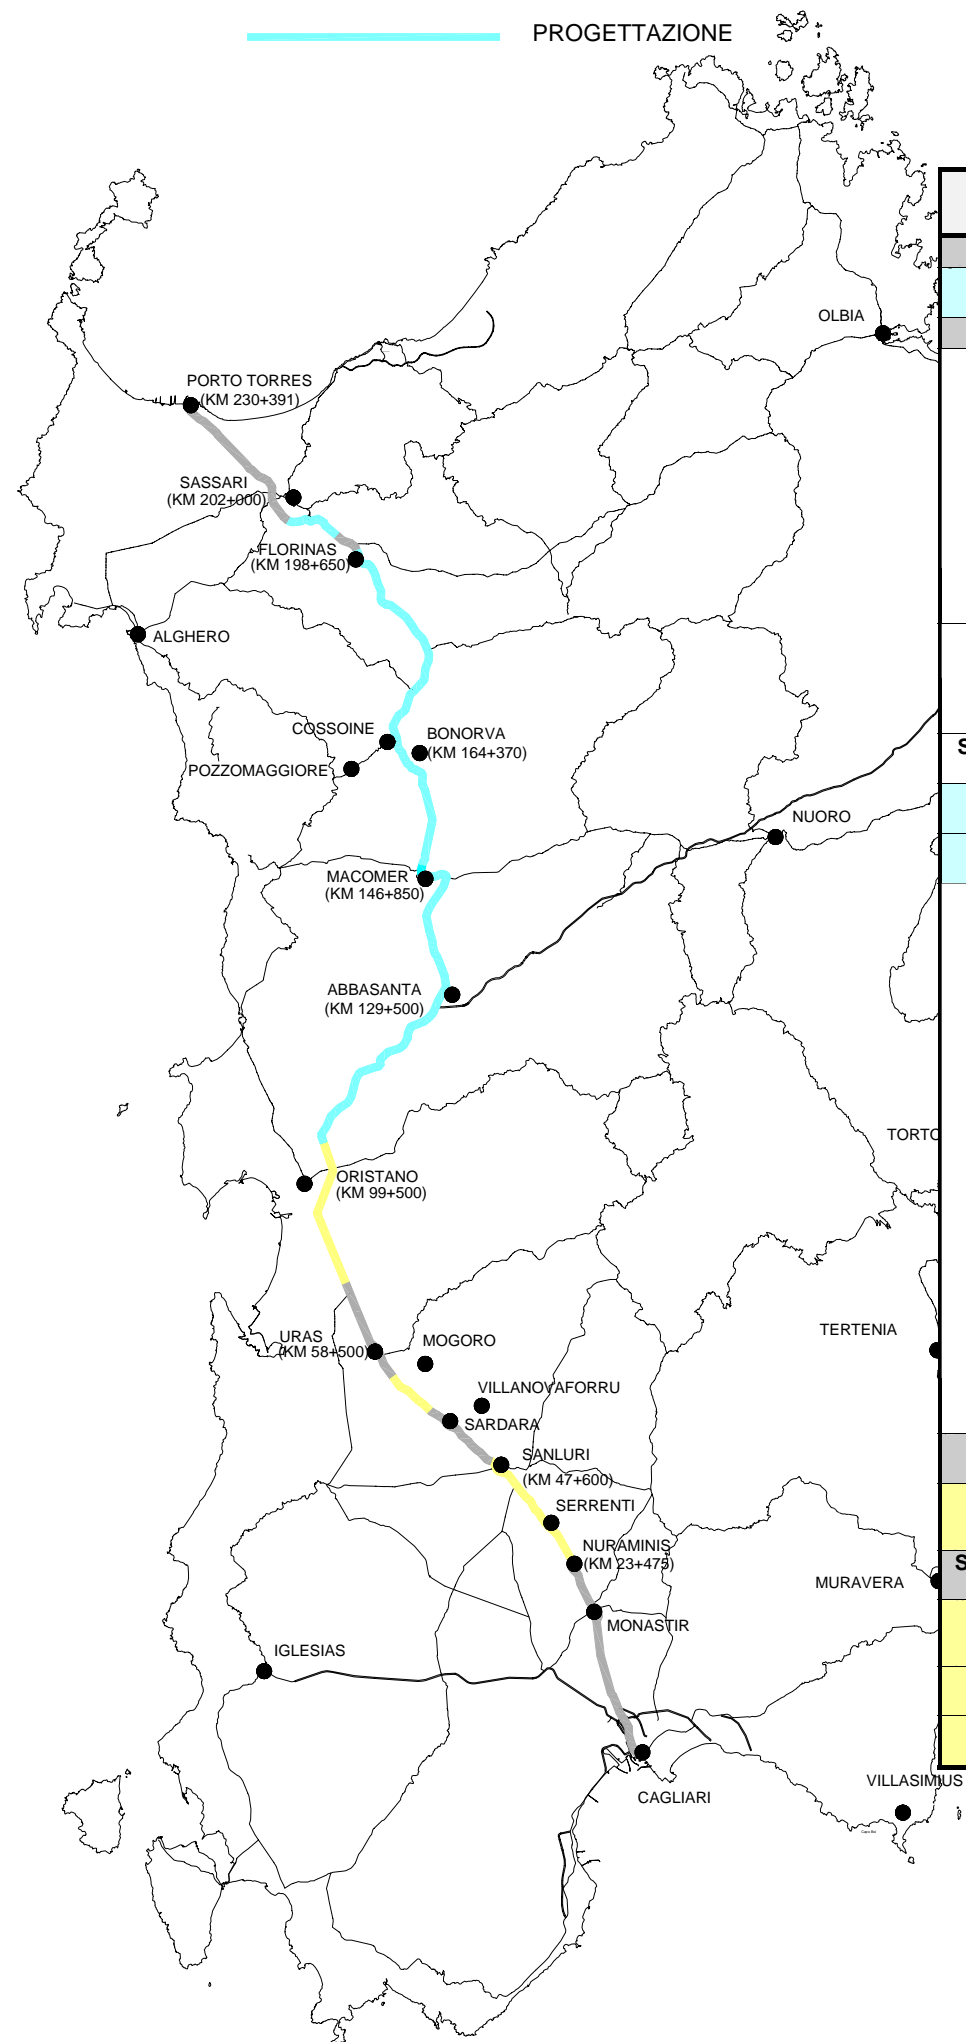 PROGETTAZIONE
OLBIA
PORTO TORRES
(KM 230+391)
SASSARI
(KM 202+000)
FLORINAS
(KM 198+650)
ALGHERO
COSSOINE
BONORVA
(KM 164+370)
POZZOMAGGIORE
S
NUORO
MACOMER
(KM 146+850)
ABBASANTA
(KM 129+500)
TORTO
ORISTANO
(KM 99+500)
TERTENIA
URAS
(KM 58+500)
MOGORO
VILLANOVAFORRU
SARDARA
SANLURI
(KM 47+600)
SERRENTI
NURAMINIS
(KM 23+475)
S
MURAVERA
MONASTIR
IGLESIAS
CAGLIARI
VILLASIMIUS